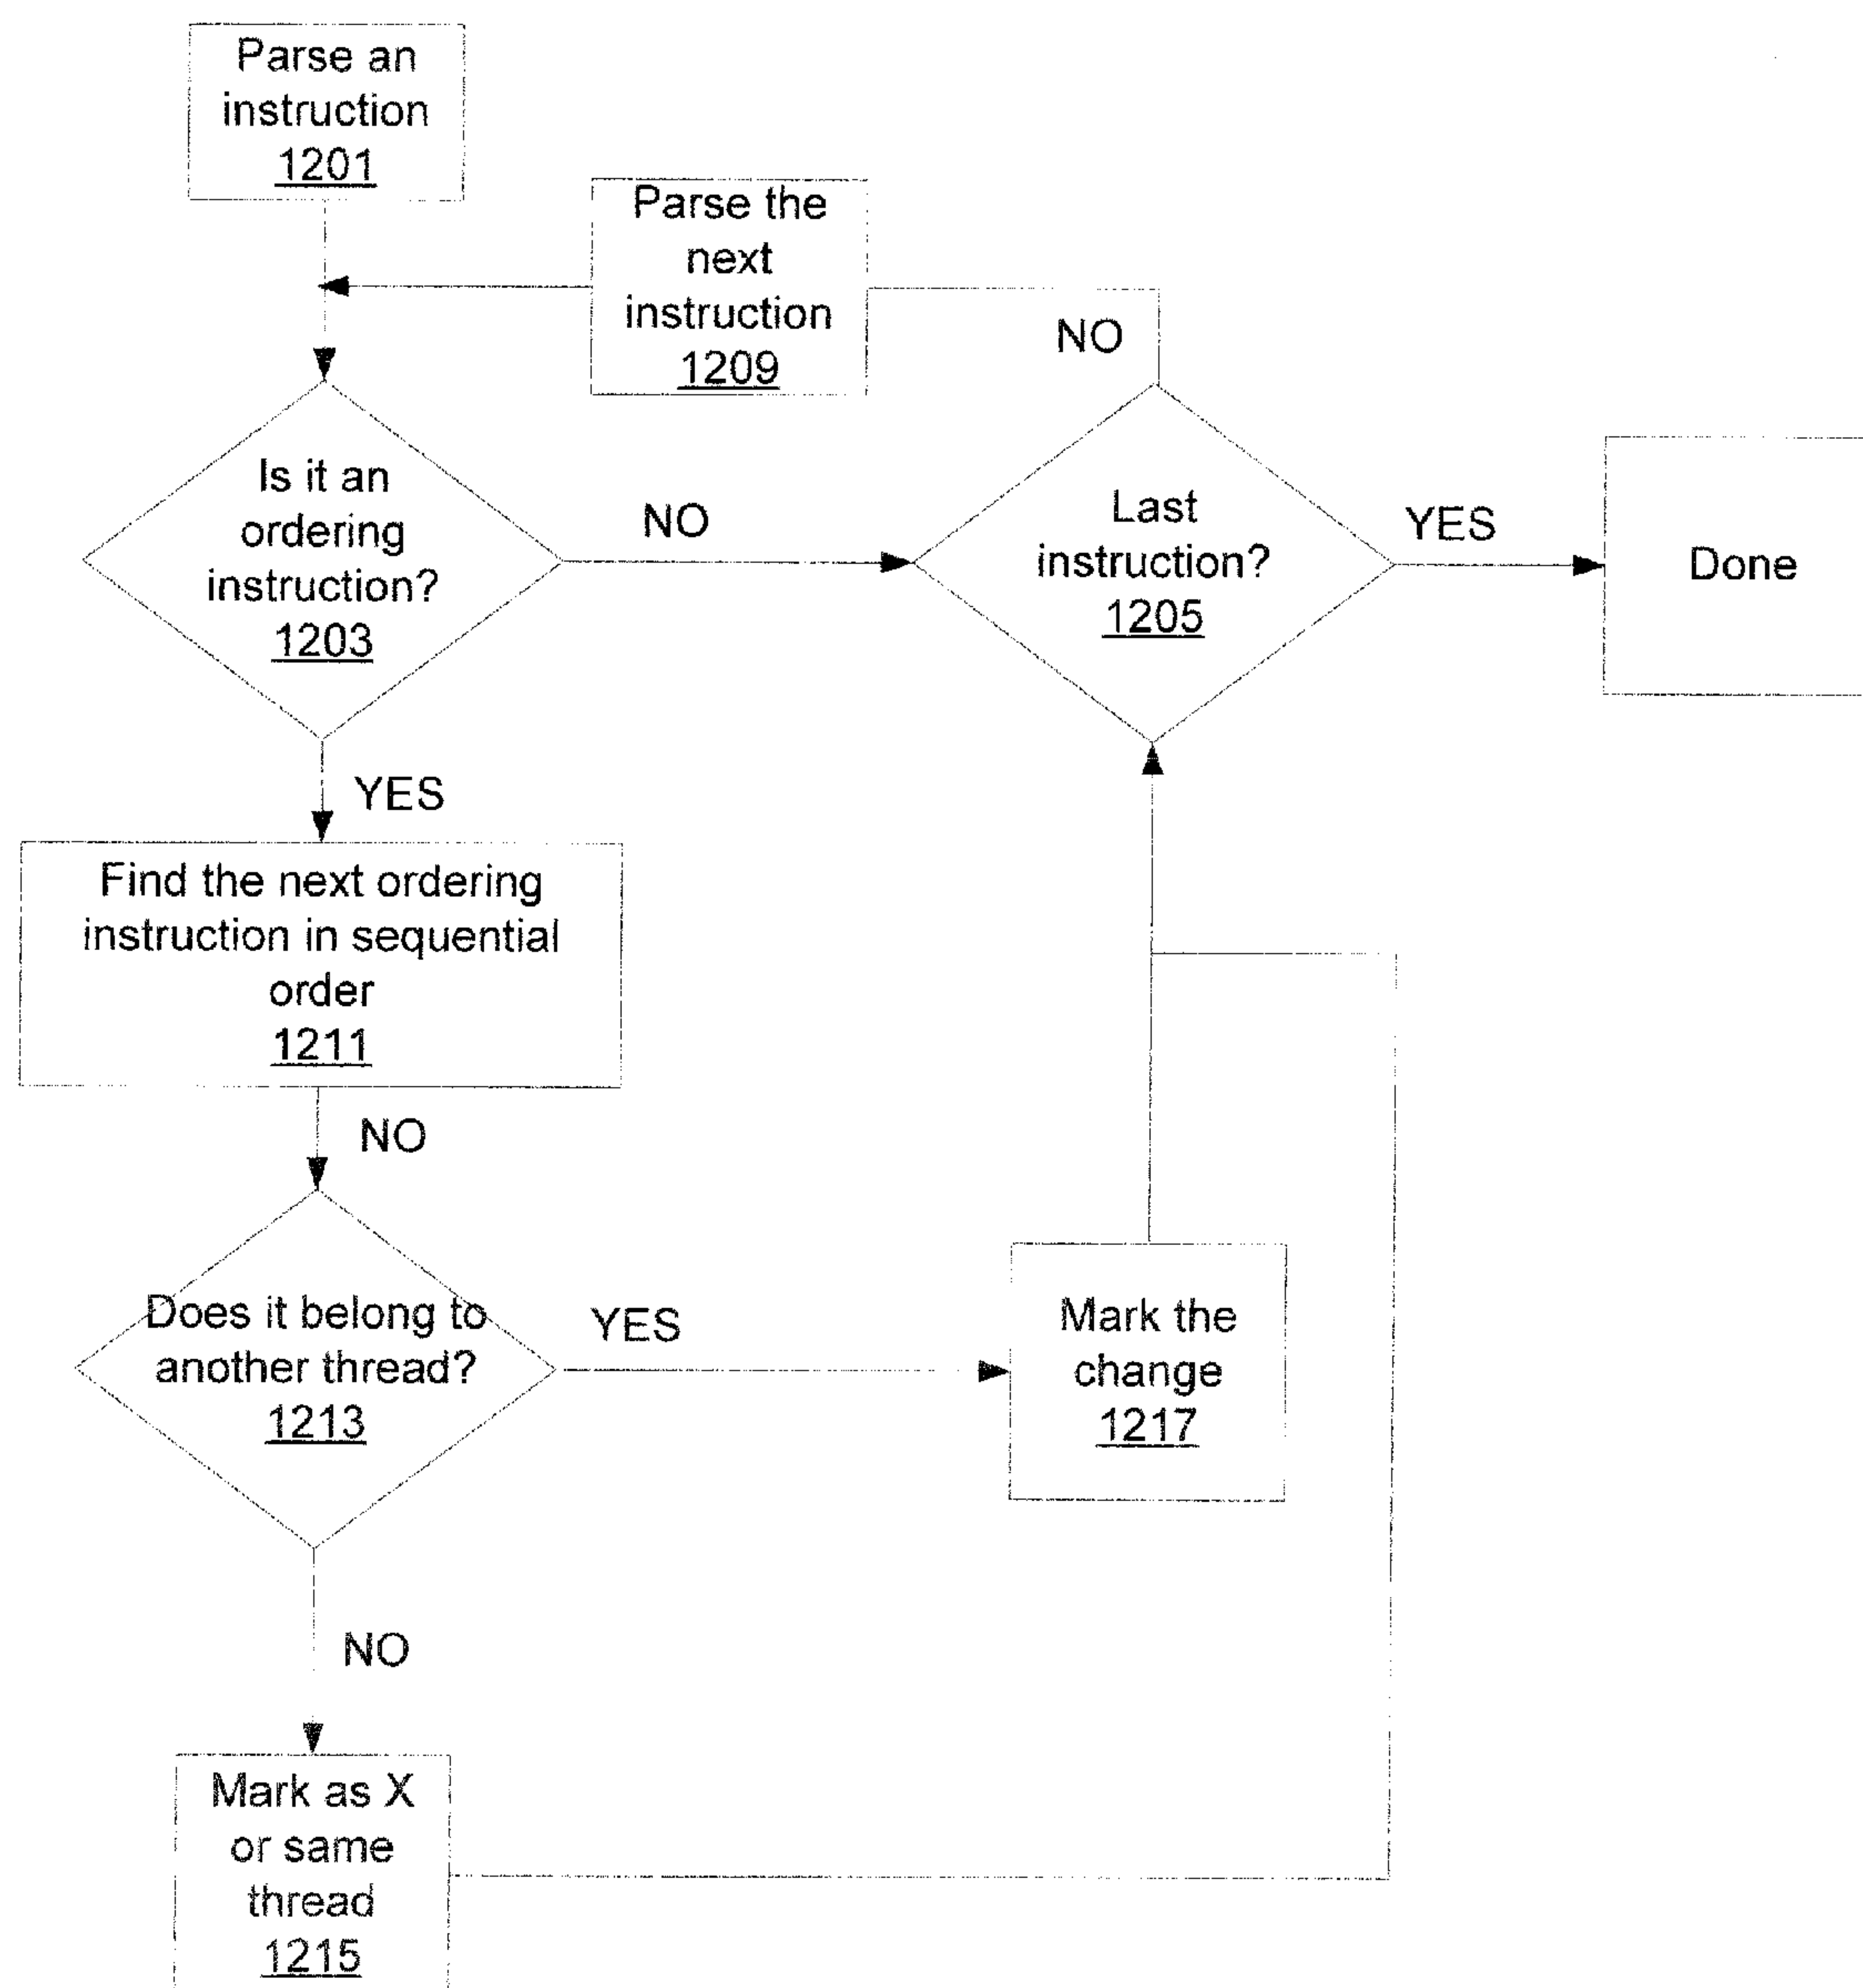 Parse an
instruction
1201
Parse the
next
instruction
1209
NO
Is it an
ordering
instruction?
1203
NO
Last
instruction?
1205
YES
Done
YES
Find the next ordering
instruction in sequential
order
1211
NO
Does it belong to
another thread?
1213
YES
Mark the
change
1217
NO
Mark as X
or same
thread
1215